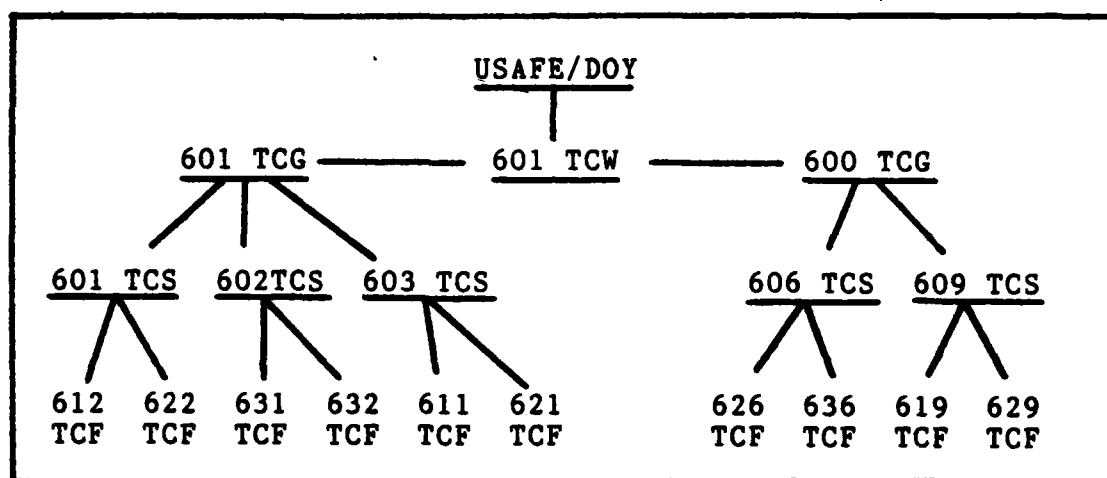 USAFE/DOY
601 TCG 601 TCW 600 TCG
601 TCS 602TCS 603 TCS 606 TCS 609 TCS
612 622 631 632 611 621 626 636 619 629
TCF TCF TCF TCF TCF TCF TCF TCF TCF TCF